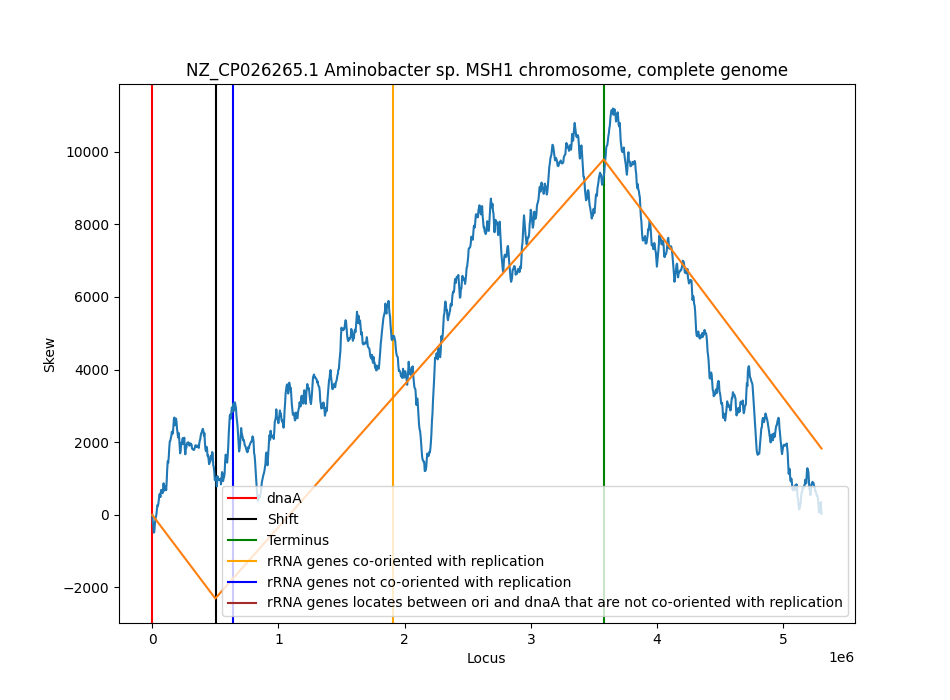 NZ_CP026265.1 Aminobacter sp. MSH1 chromosome, complete genome
Skew
10000
8000
6000
4000
2000
0
−2000
dnaA
Shift
Terminus
rRNA genes co-oriented with replication
rRNA genes not co-oriented with replication
rRNA genes locates between ori and dnaA that are not co-oriented with replication
0 1 2 3 4 5
Locus
1e6